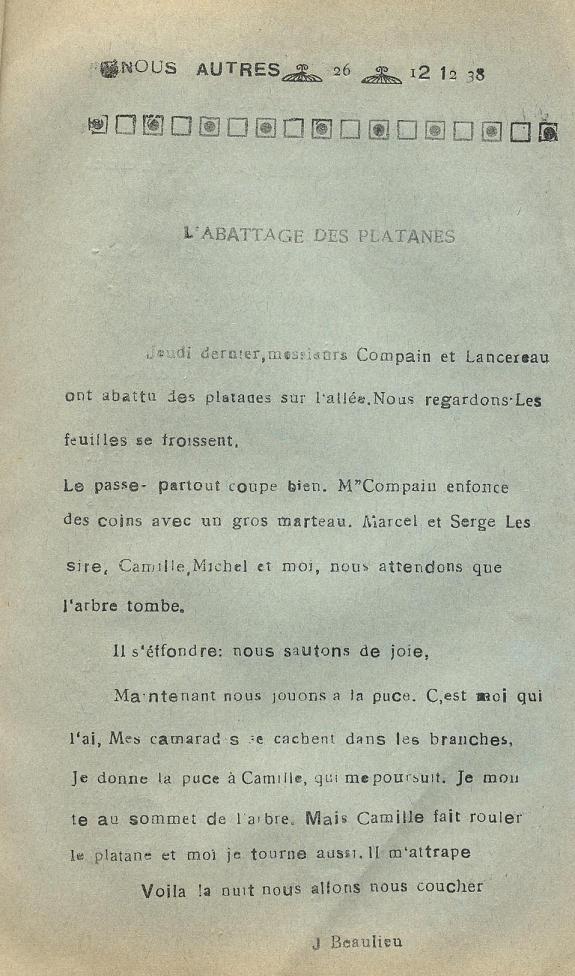 NOUS AUTRES 26 12 12 38
L'ABATTAGE DES PLATANES
Jeudi dernier, messieurs Compain et Lancereau
ont abattu des platanes sur l'allée.Nous regardons·Les
feuilles se froissent.
Le passe- partout coupe bien. M"Compain enfonce
des coins avec un gros marteau. Marcel et Serge Les
sire, Camille,Michel et moi, nous attendons que
l'arbre tombe.
Il s'éffondre: nous sautons de joie,
Maintenant nous jouons a la puce. C,est moi qui
l'ai, Mes camarad s se cachent dans les branches,
Je donne la puce à Camille, qui me poursuit. Je mon
te au sommet de l'arbre. Mais Camille fait rouler
le platane et moi je tourne aussi. Il m'attrape
Voila la nuit nous allons nous coucher
J Beaulieu